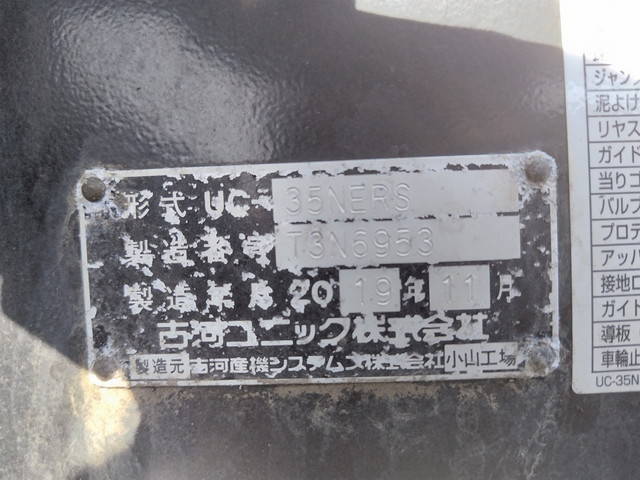 形式 UC-35NERS
製造番号 T3N6953
製造年月 2019年11月
古河ユニック株式会社
製造元 古河産機システムズ株式会社 小山工場
ジャン
泥よけ
リヤス
ガイド
当りゴ
バルブ
プロテ
アッパ
接地ロ
ガイド
導板
車輪止
UC-35N